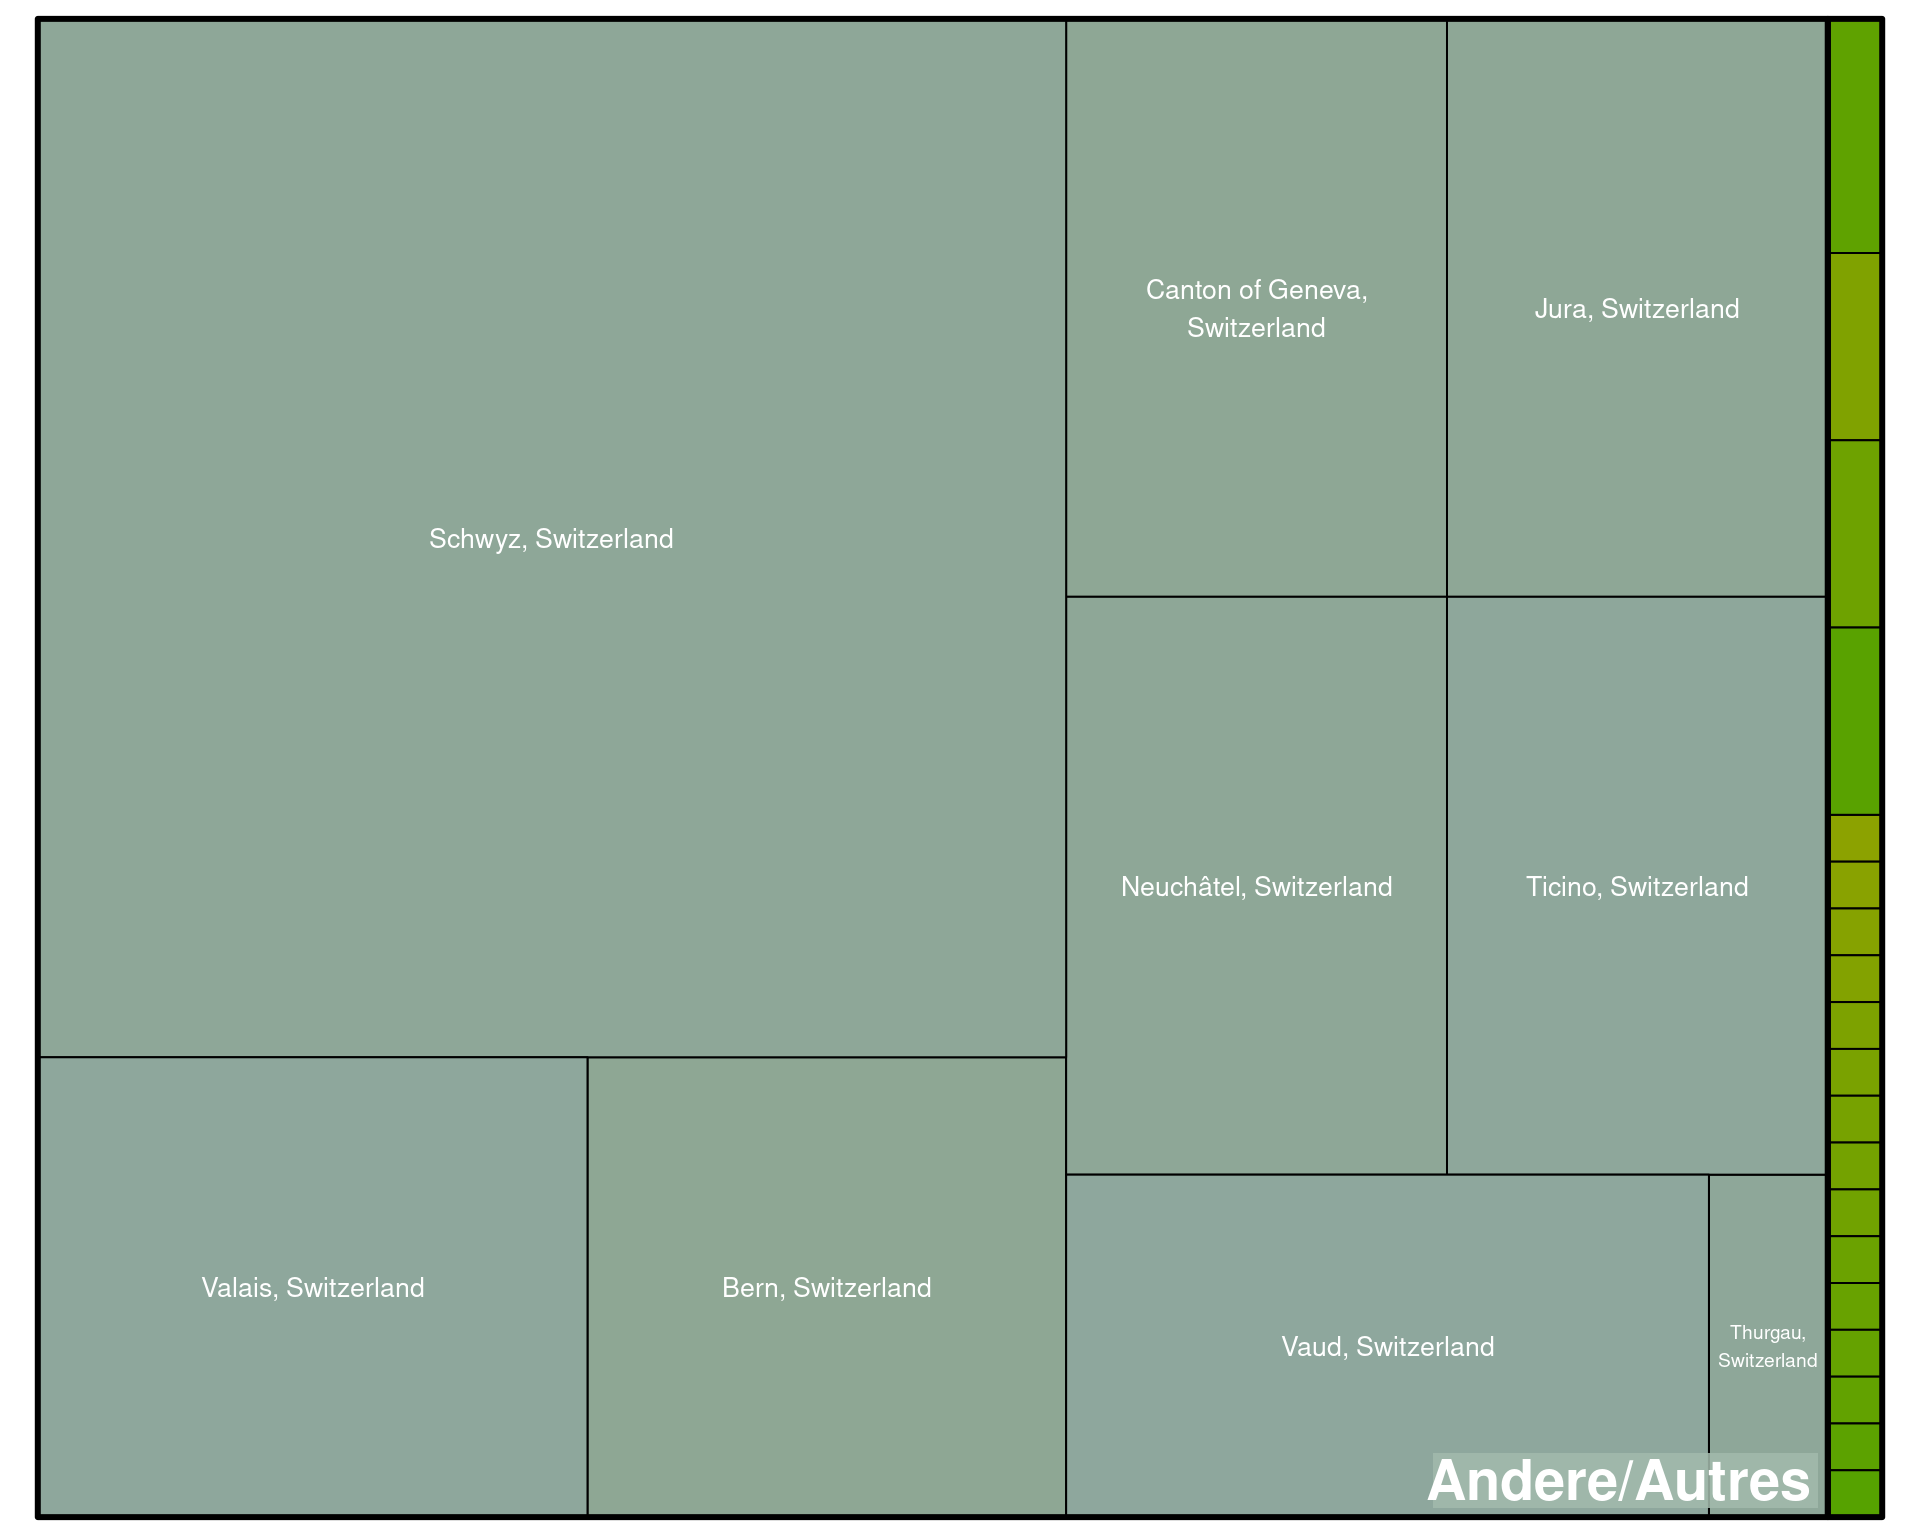 Schwyz, Switzerland
Canton of Geneva,
Switzerland
Jura, Switzerland
Neuchâtel, Switzerland
Ticino, Switzerland
Valais, Switzerland
Bern, Switzerland
Vaud, Switzerland
Thurgau,
Switzerland
Andere/Autres